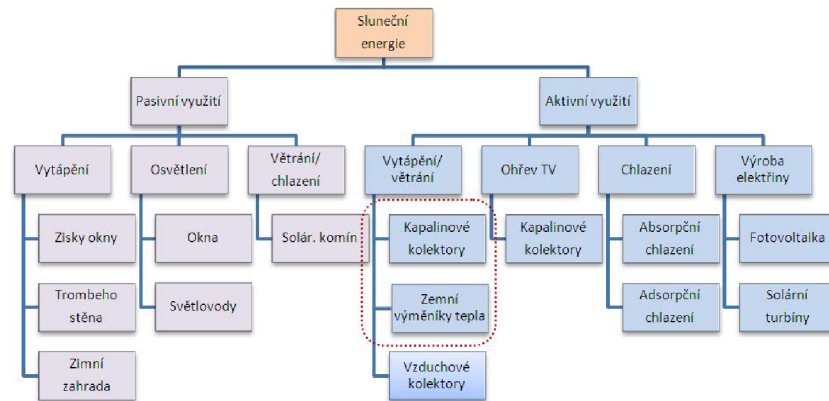 Sluneční
energie
Pasivní využití
Aktivní využití
Vytápění
Osvětlení
Větrání/
chlazení
Vytápění/
větrání
Ohřev TV
Chlazení
Výroba
elektřiny
Zisky okny
Okna
Solár. komín
Kapalinové
kolektory
Kapalinové
kolektory
Absorpční
chlazení
Fotovoltaika
Trombeho
stěna
Světlovody
Zemní
výměníky tepla
Adsorpční
chlazení
Solární
turbíny
Zimní
zahrada
Vzduchové
kolektory